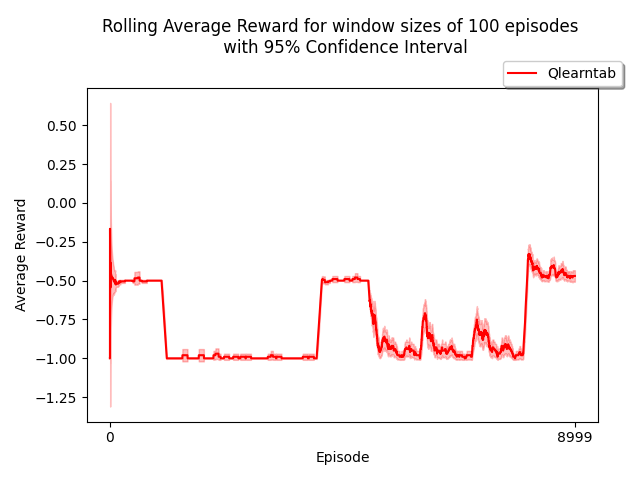 Rolling Average Reward for window sizes of 100 episodes
with 95% Confidence Interval
Qlearntab
0.50
0.25
0.00
−0.25
−0.50
−0.75
−1.00
−1.25
Average Reward
0
8999
Episode